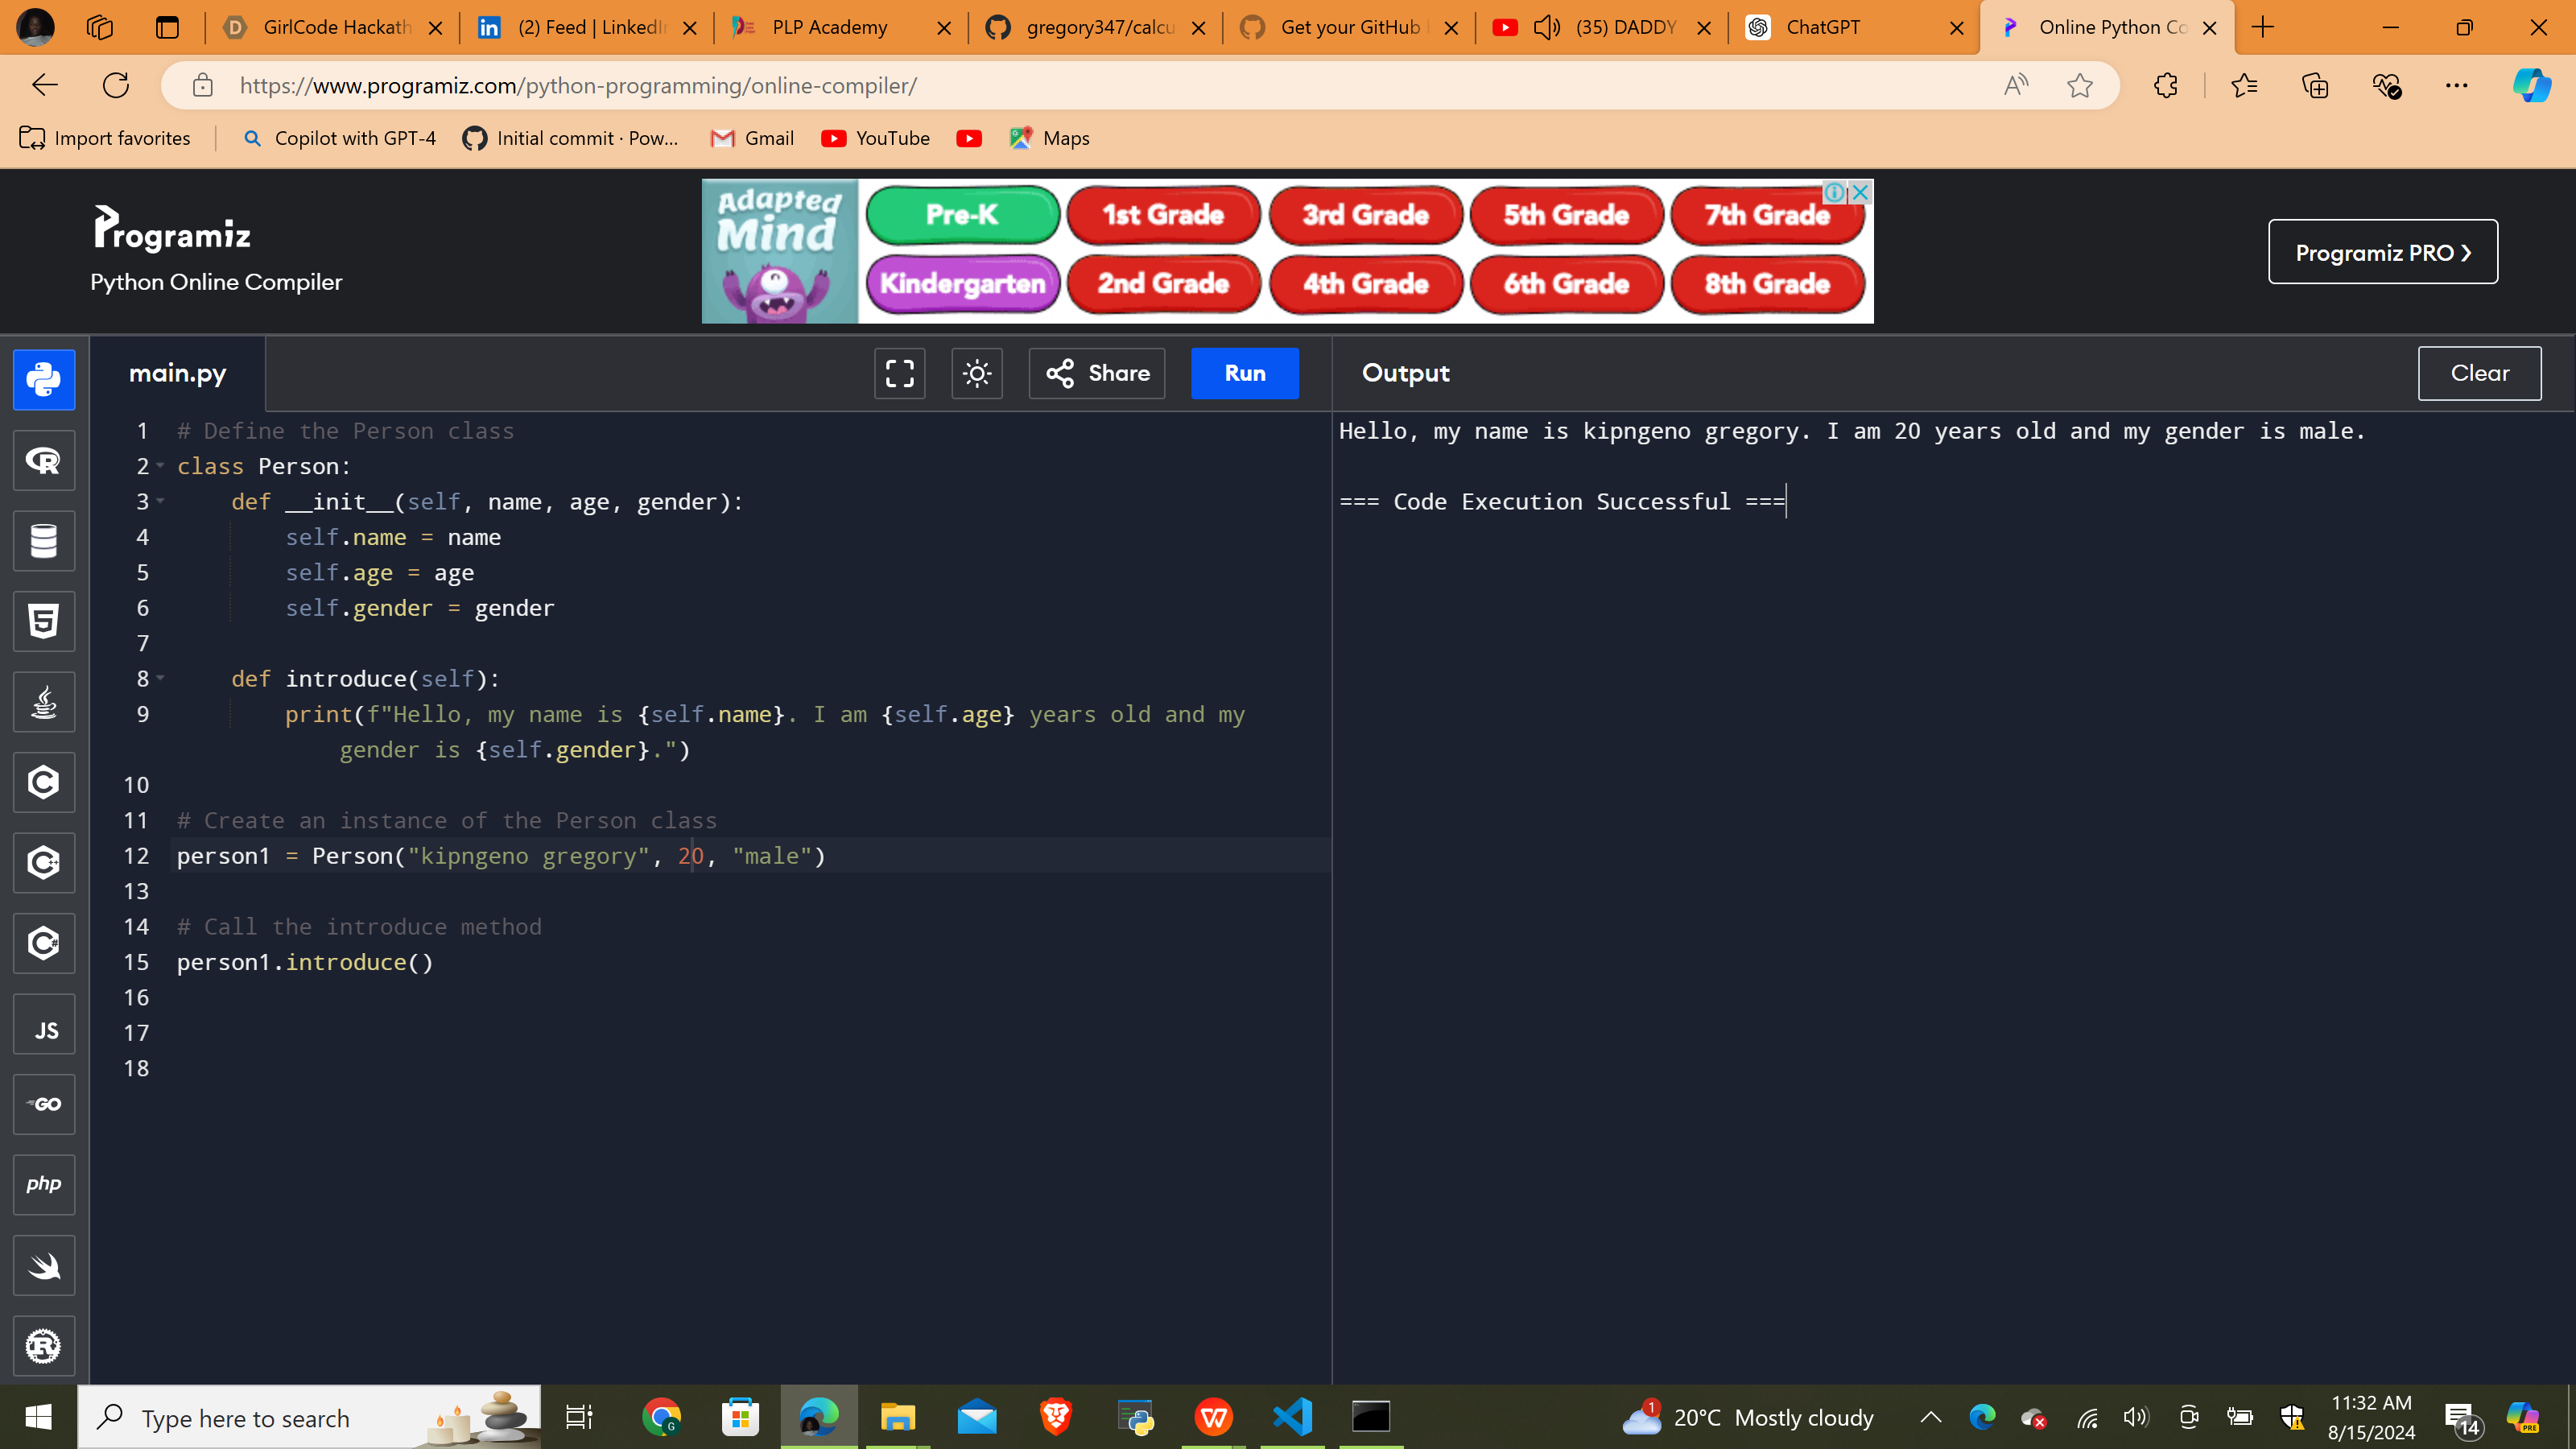 GirlCode Hackath
(2) Feed | LinkedIn
PLP Academy
gregory347/calcu
Get your GitHub
(35) DADDY
ChatGPT
Online Python Co
https://www.programiz.com/python-programming/online-compiler/
Import favorites
Copilot with GPT-4
Initial commit · Pow...
Gmail
YouTube
Maps
Programiz
Python Online Compiler
Adapted Mind
Pre-K
1st Grade
3rd Grade
5th Grade
7th Grade
Kindergarten
2nd Grade
4th Grade
6th Grade
8th Grade
Programiz PRO ❯
main.py
Share
Run
Output
Clear
1 # Define the Person class
2 class Person:
3 def __init__(self, name, age, gender):
4 self.name = name
5 self.age = age
6 self.gender = gender
7
8 def introduce(self):
9 print(f"Hello, my name is {self.name}. I am {self.age} years old and my
gender is {self.gender}.")
10
11 # Create an instance of the Person class
12 person1 = Person("kipngeno gregory", 20, "male")
13
14 # Call the introduce method
15 person1.introduce()
16
17
18
Hello, my name is kipngeno gregory. I am 20 years old and my gender is male.
=== Code Execution Successful ===
JS
GO
php
Type here to search
1
20°C Mostly cloudy
11:32 AM
8/15/2024
14
PRE